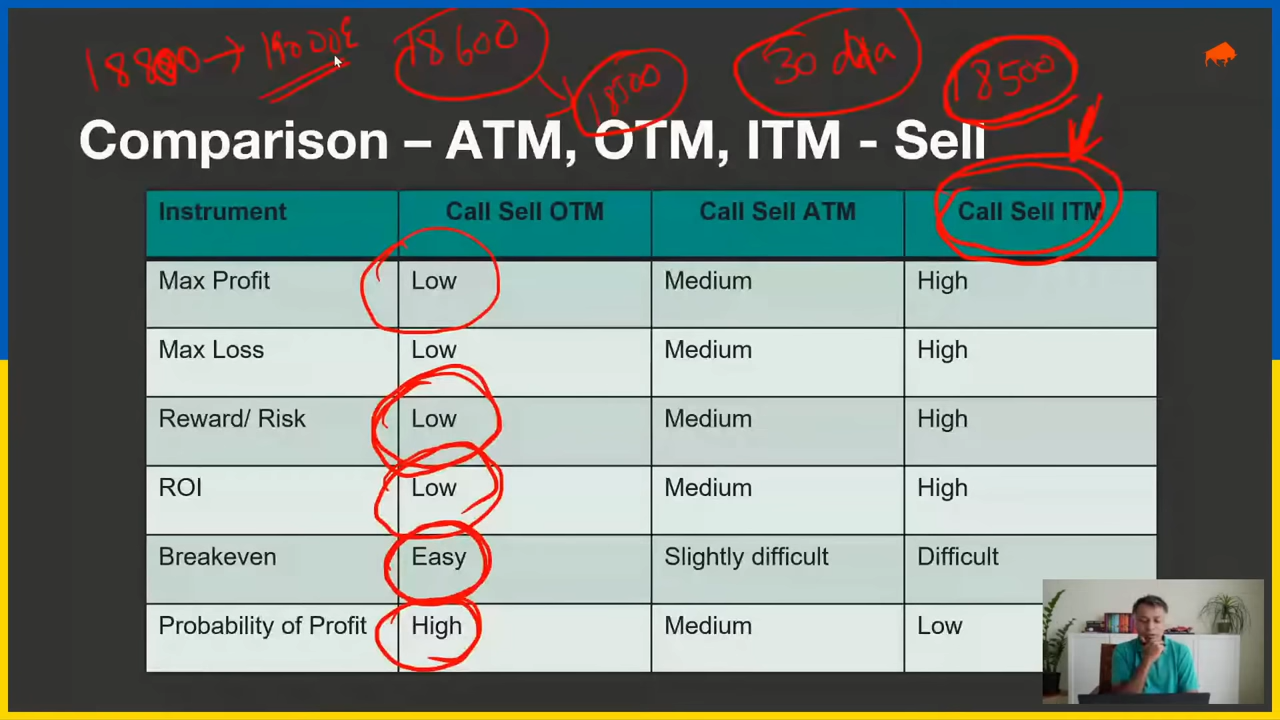 18800 → 19000
18600
18500
30 dta
18500
Comparison – ATM, OTM, ITM - Sell
Instrument Call Sell OTM Call Sell ATM Call Sell ITM
Max Profit Low Medium High
Max Loss Low Medium High
Reward/ Risk Low Medium High
ROI Low Medium High
Breakeven Easy Slightly difficult Difficult
Probability of Profit High Medium Low